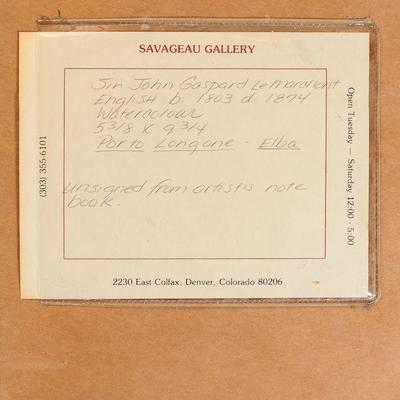 SAVAGEAU GALLERY
Sir John Gaspard LeMarchant
English b. 1803 d. 1874
Watercolour
5 3/8 x 9 3/4
Porto Longone - Elba
unsigned from artist's note
book.
(303) 355-6101
Open Tuesday — Saturday 12:00 - 5:00
2230 East Colfax, Denver, Colorado 80206